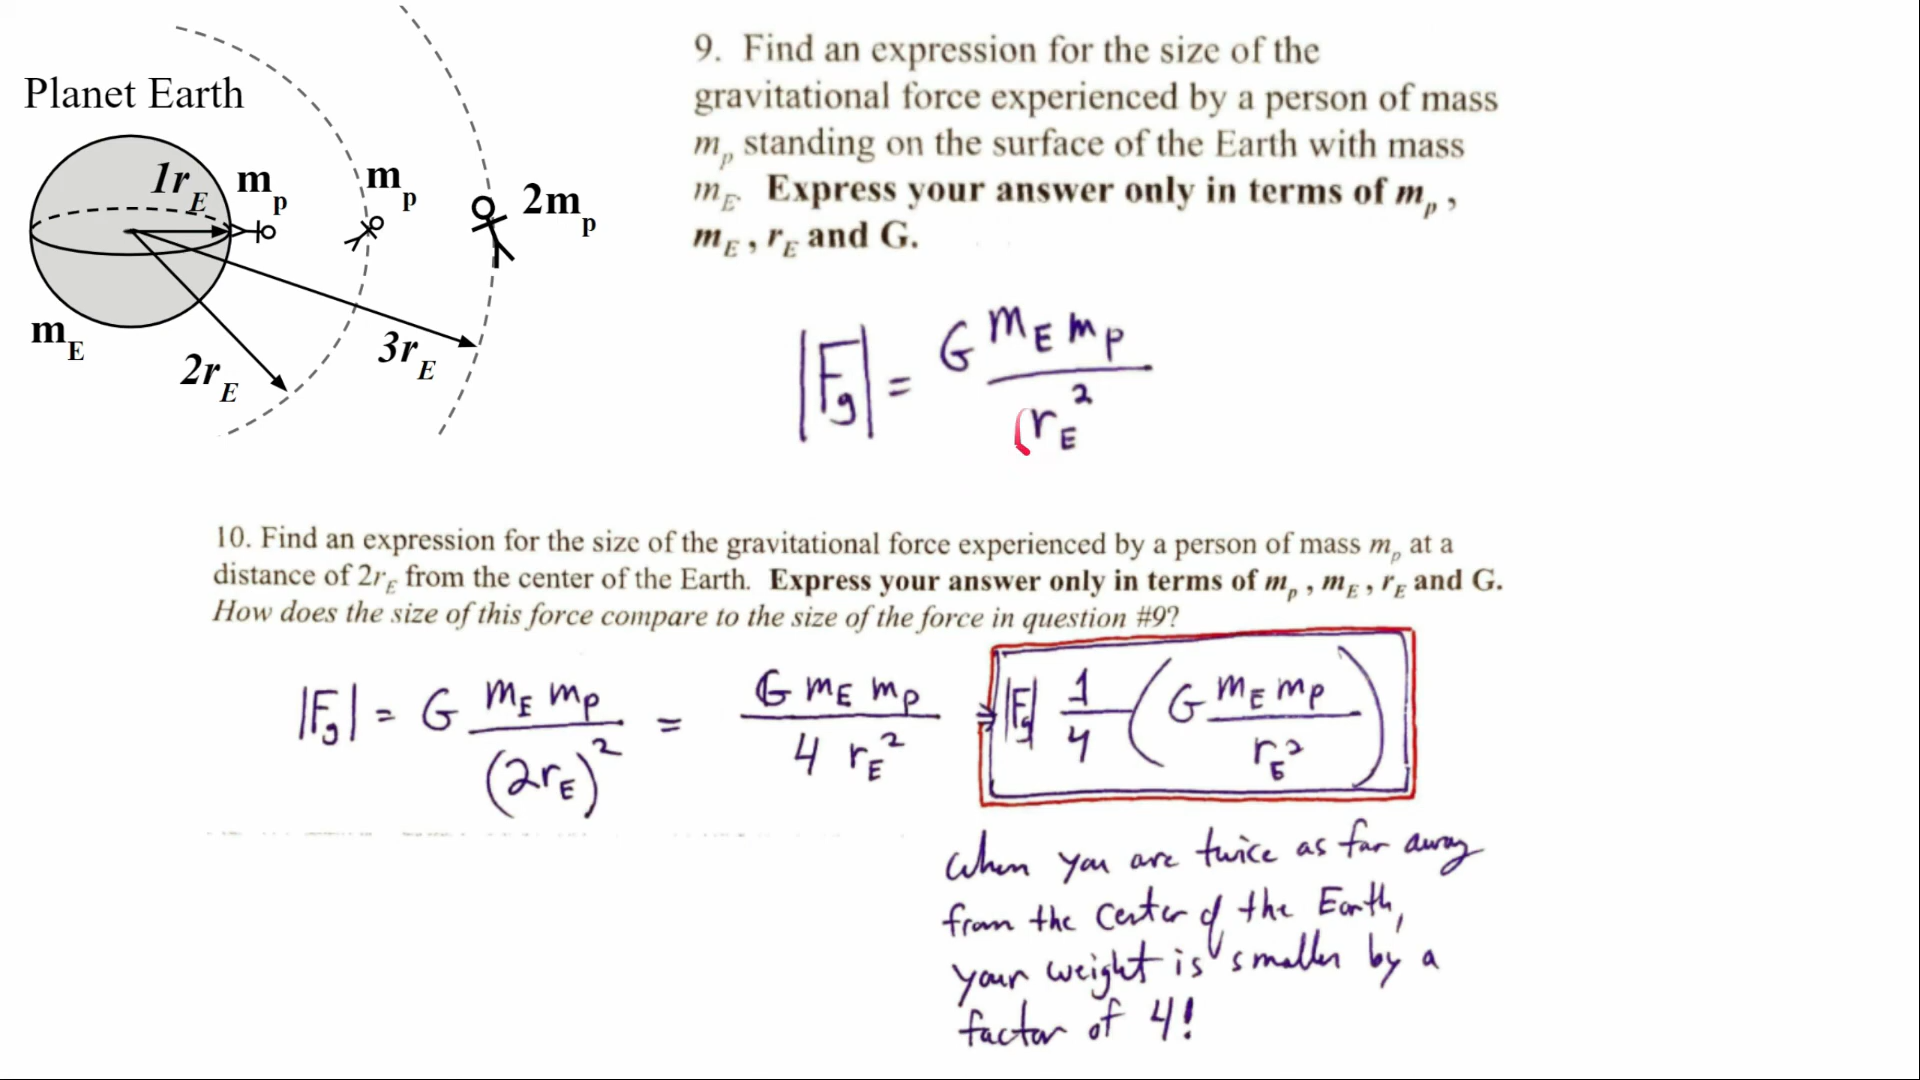 Planet Earth
1r_E
m_p
m_p
2m_p
m_E
2r_E
3r_E
9. Find an expression for the size of the
gravitational force experienced by a person of mass
m_p standing on the surface of the Earth with mass
m_E. Express your answer only in terms of m_p ,
m_E , r_E and G.
|F_g| = G m_E m_p / (r_E^2
10. Find an expression for the size of the gravitational force experienced by a person of mass m_p at a
distance of 2r_E from the center of the Earth. Express your answer only in terms of m_p , m_E , r_E and G.
How does the size of this force compare to the size of the force in question #9?
|F_g| = G m_E m_p / (2r_E)^2 = G m_E m_p / 4 r_E^2 ⇒ |F_g| 1/4 (G m_E m_p / r_E^2)
When you are twice as far away
from the center of the Earth,
your weight is smaller by a
factor of 4!